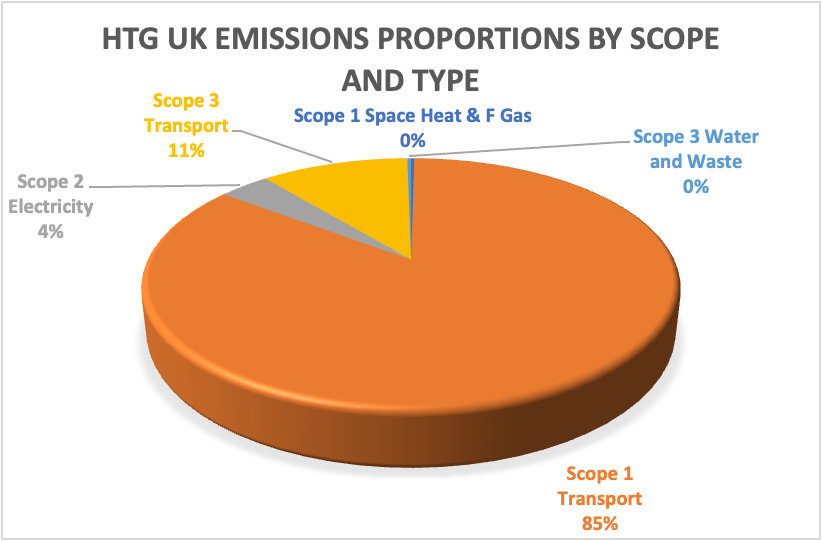 HTG UK EMISSIONS PROPORTIONS BY SCOPE
AND TYPE
Scope 3
Transport
11%
Scope 1 Space Heat & F Gas
0%
Scope 3 Water
and Waste
0%
Scope 2
Electricity
4%
Scope 1
Transport
85%